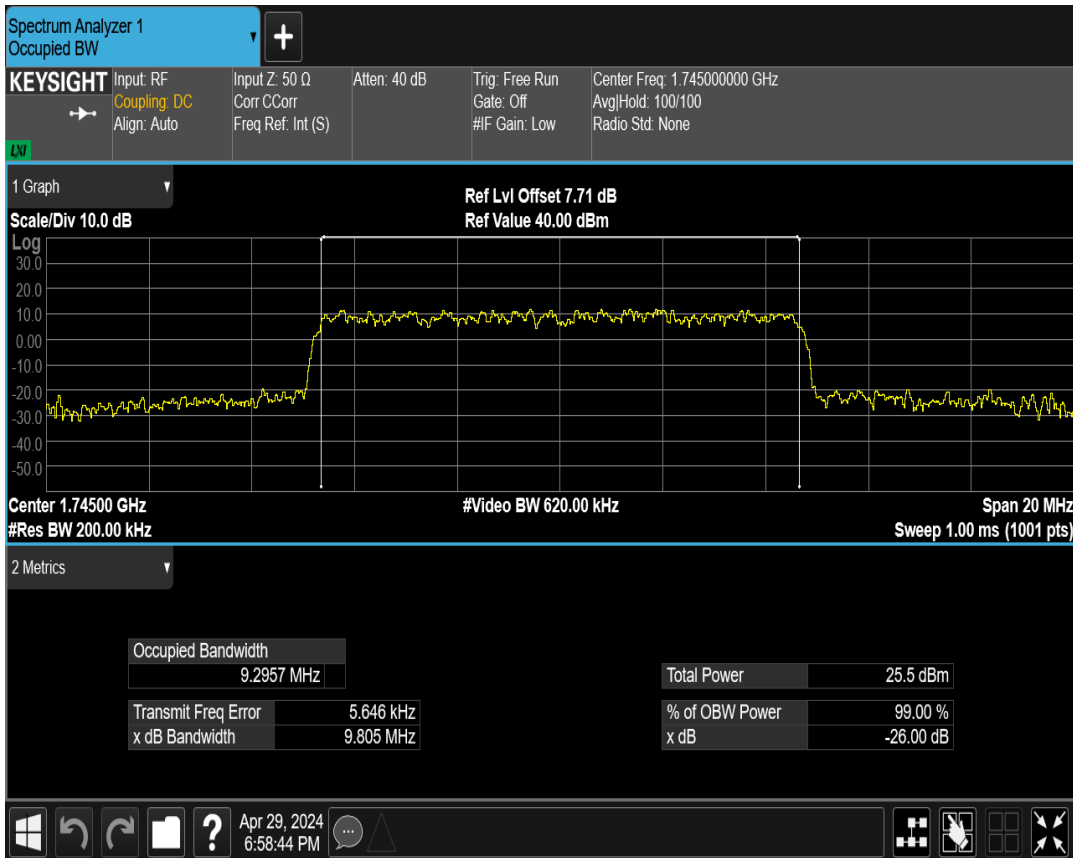 Spectrum Analyzer 1
Occupied BW
+
KEYSIGHT
LXI
Input: RF
Coupling: DC
Align: Auto
Input Z: 50 Ω
Corr CCorr
Freq Ref: Int (S)
Atten: 40 dB
Trig: Free Run
Gate: Off
#IF Gain: Low
Center Freq: 1.745000000 GHz
Avg|Hold: 100/100
Radio Std: None
1 Graph
Ref Lvl Offset 7.71 dB
Scale/Div 10.0 dB
Ref Value 40.00 dBm
Log
30.0
20.0
10.0
0.00
-10.0
-20.0
-30.0
-40.0
-50.0
Center 1.74500 GHz
#Video BW 620.00 kHz
Span 20 MHz
#Res BW 200.00 kHz
Sweep 1.00 ms (1001 pts)
2 Metrics
Occupied Bandwidth
9.2957 MHz
Total Power 25.5 dBm
Transmit Freq Error 5.646 kHz
% of OBW Power 99.00 %
x dB Bandwidth 9.805 MHz
x dB -26.00 dB
?
Apr 29, 2024
6:58:44 PM